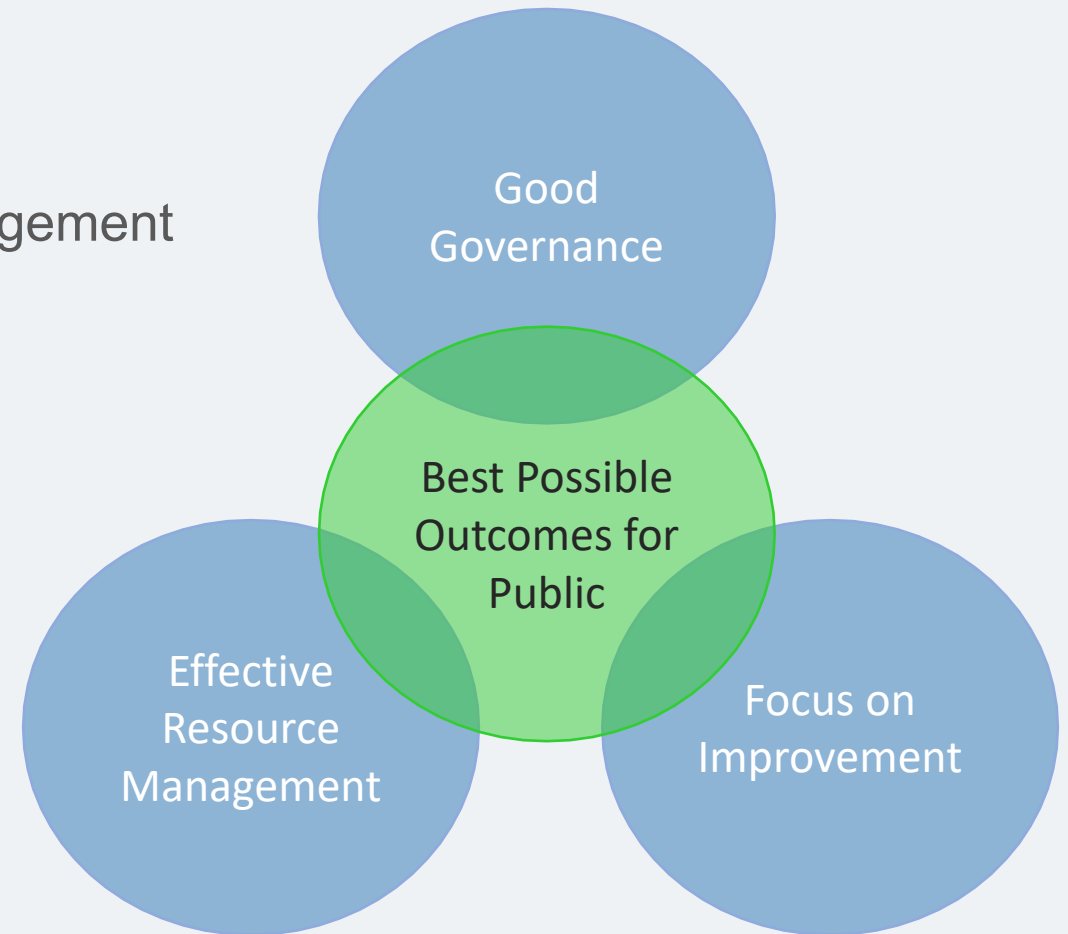 gement
Good
Governance
Best Possible
Outcomes for
Public
Effective
Resource
Management
Focus on
Improvement